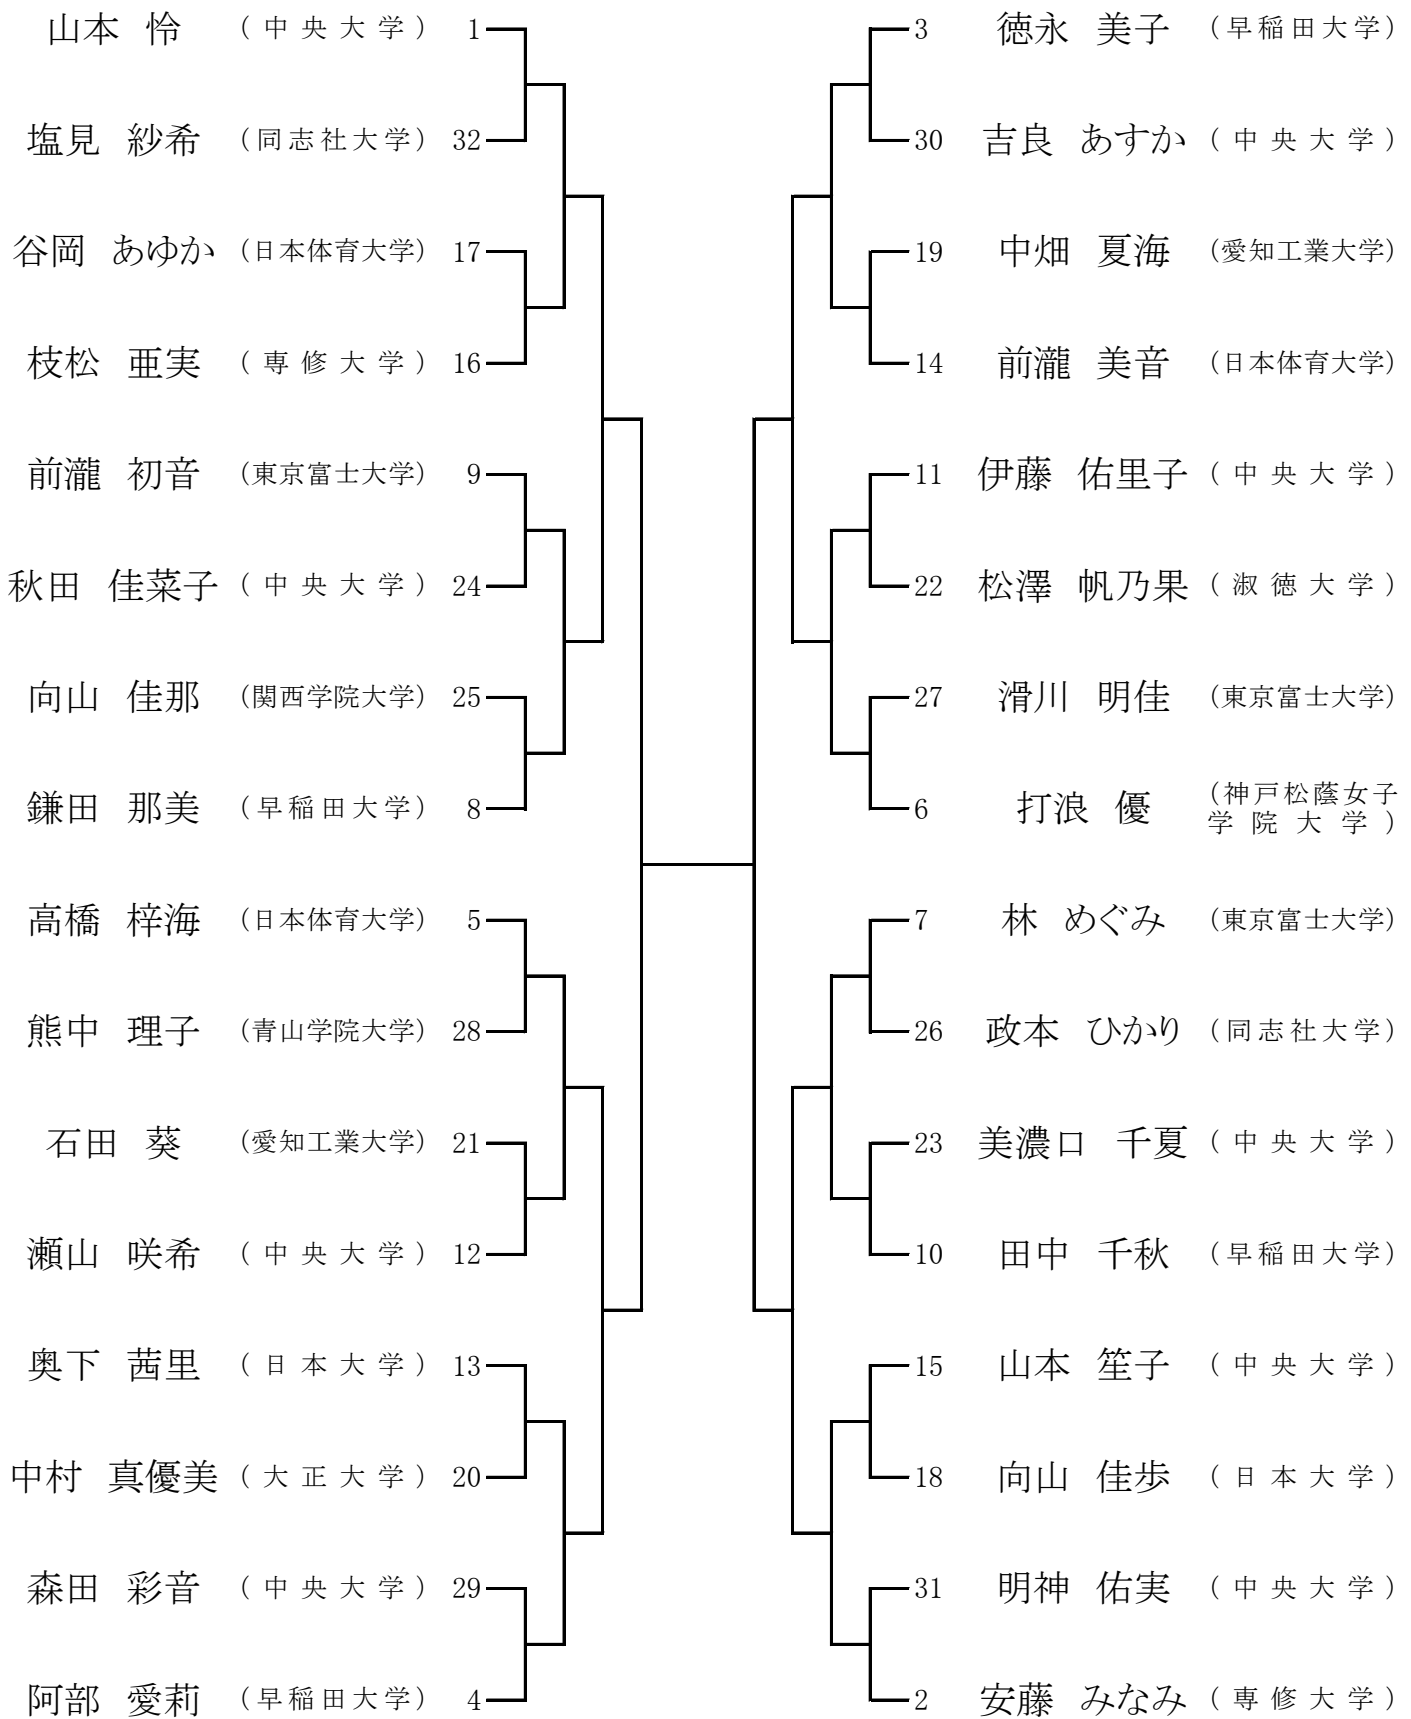 山本 怜 (中央大学) 1
塩見 紗希 (同志社大学) 32
谷岡 あゆか (日本体育大学) 17
枝松 亜実 (専修大学) 16
前瀧 初音 (東京富士大学) 9
秋田 佳菜子 (中央大学) 24
向山 佳那 (関西学院大学) 25
鎌田 那美 (早稲田大学) 8
高橋 梓海 (日本体育大学) 5
熊中 理子 (青山学院大学) 28
石田 葵 (愛知工業大学) 21
瀬山 咲希 (中央大学) 12
奥下 茜里 (日本大学) 13
中村 真優美 (大正大学) 20
森田 彩音 (中央大学) 29
阿部 愛莉 (早稲田大学) 4
3 徳永 美子 (早稲田大学)
30 吉良 あすか (中央大学)
19 中畑 夏海 (愛知工業大学)
14 前瀧 美音 (日本体育大学)
11 伊藤 佑里子 (中央大学)
22 松澤 帆乃果 (淑徳大学)
27 滑川 明佳 (東京富士大学)
6 打浪 優 (神戸松蔭女子
学院大学)
7 林 めぐみ (東京富士大学)
26 政本 ひかり (同志社大学)
23 美濃口 千夏 (中央大学)
10 田中 千秋 (早稲田大学)
15 山本 笙子 (中央大学)
18 向山 佳歩 (日本大学)
31 明神 佑実 (中央大学)
2 安藤 みなみ (専修大学)